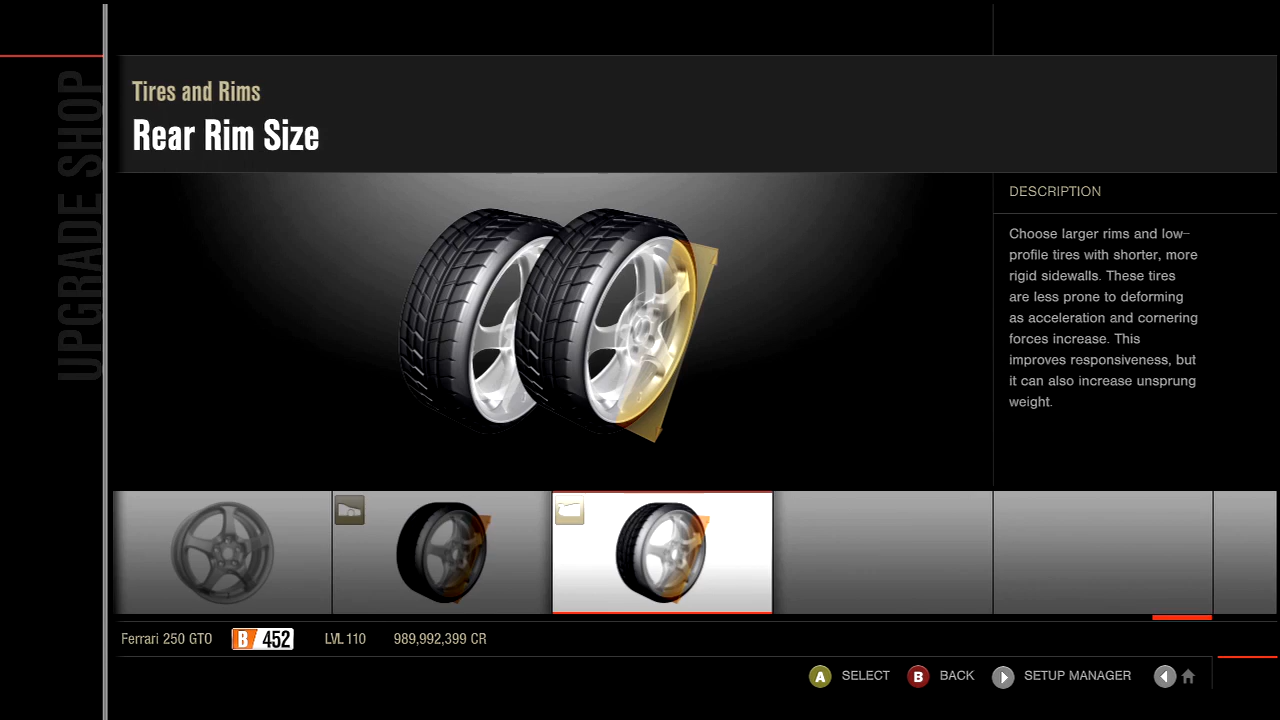 UPGRADE SHOP
Tires and Rims
Rear Rim Size
DESCRIPTION
Choose larger rims and low-
profile tires with shorter, more
rigid sidewalls. These tires
are less prone to deforming
as acceleration and cornering
forces increase. This
improves responsiveness, but
it can also increase unsprung
weight.
Ferrari 250 GTO B 452 LVL 110 989,992,399 CR
A SELECT B BACK SETUP MANAGER